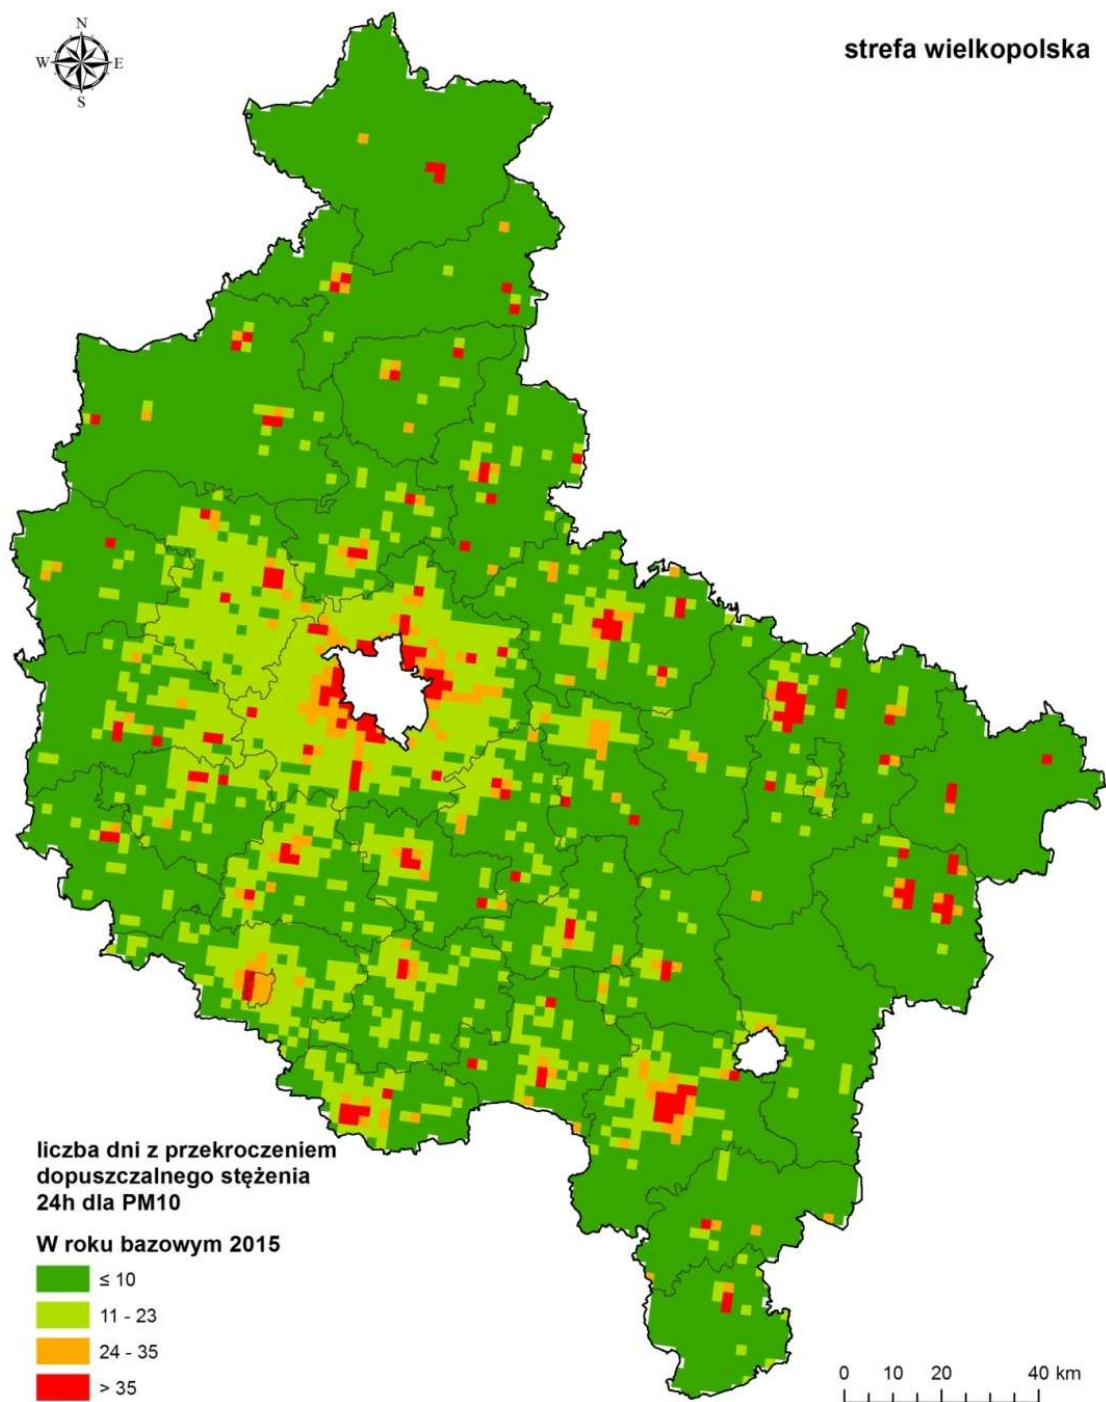 N
W E
S
strefa wielkopolska
liczba dni z przekroczeniem
dopuszczalnego stężenia
24h dla PM10
W roku bazowym 2015
≤ 10
11 - 23
24 - 35
> 35
0 10 20 40 km